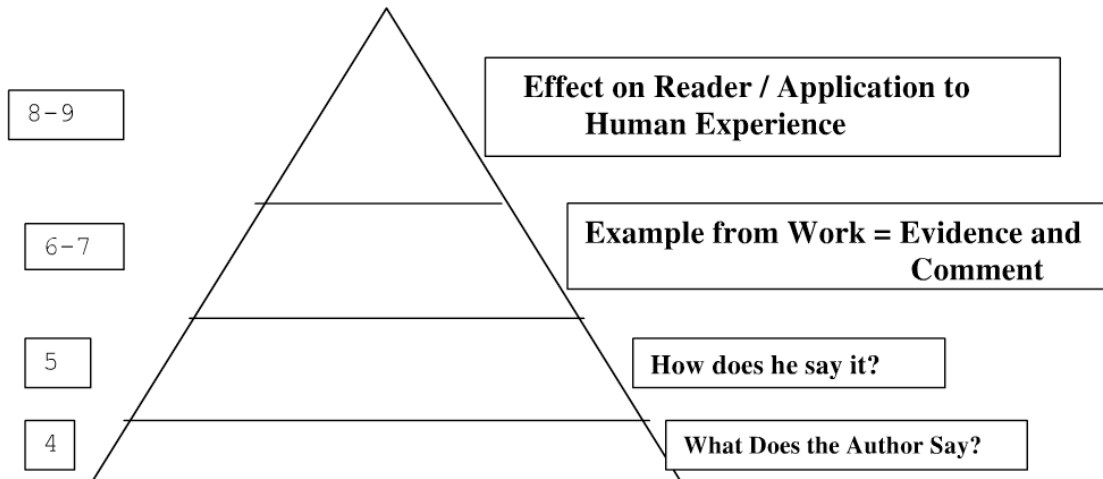 8-9
Effect on Reader / Application to
Human Experience
6-7
Example from Work = Evidence and
Comment
5
How does he say it?
4
What Does the Author Say?